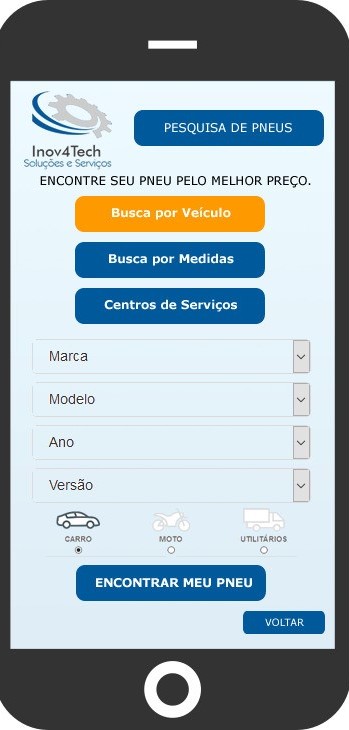 Inov4Tech
Soluções e Serviços
PESQUISA DE PNEUS
ENCONTRE SEU PNEU PELO MELHOR PREÇO.
Busca por Veículo
Busca por Medidas
Centros de Serviços
Marca
Modelo
Ano
Versão
CARRO MOTO UTILITÁRIOS
ENCONTRAR MEU PNEU
VOLTAR